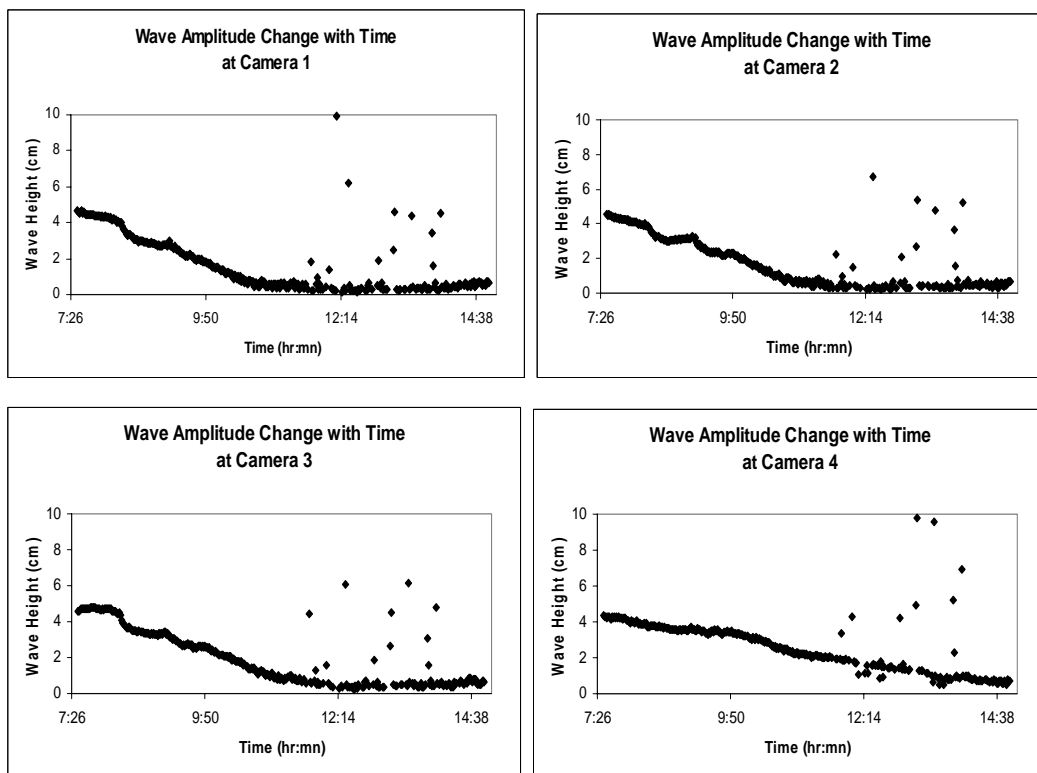 Wave Amplitude Change with Time
at Camera 1
10
8
6
4
2
0
7:26 9:50 12:14 14:38
Wave Height (cm)
Time (hr:mn)
Wave Amplitude Change with Time
at Camera 2
10
8
6
4
2
0
7:26 9:50 12:14 14:38
Wave Height (cm)
Time (hr:mn)
Wave Amplitude Change with Time
at Camera 3
10
8
6
4
2
0
7:26 9:50 12:14 14:38
Wave Height (cm)
Time (hr:mn)
Wave Amplitude Change with Time
at Camera 4
10
8
6
4
2
0
7:26 9:50 12:14 14:38
Wave Height (cm)
Time (hr:mn)